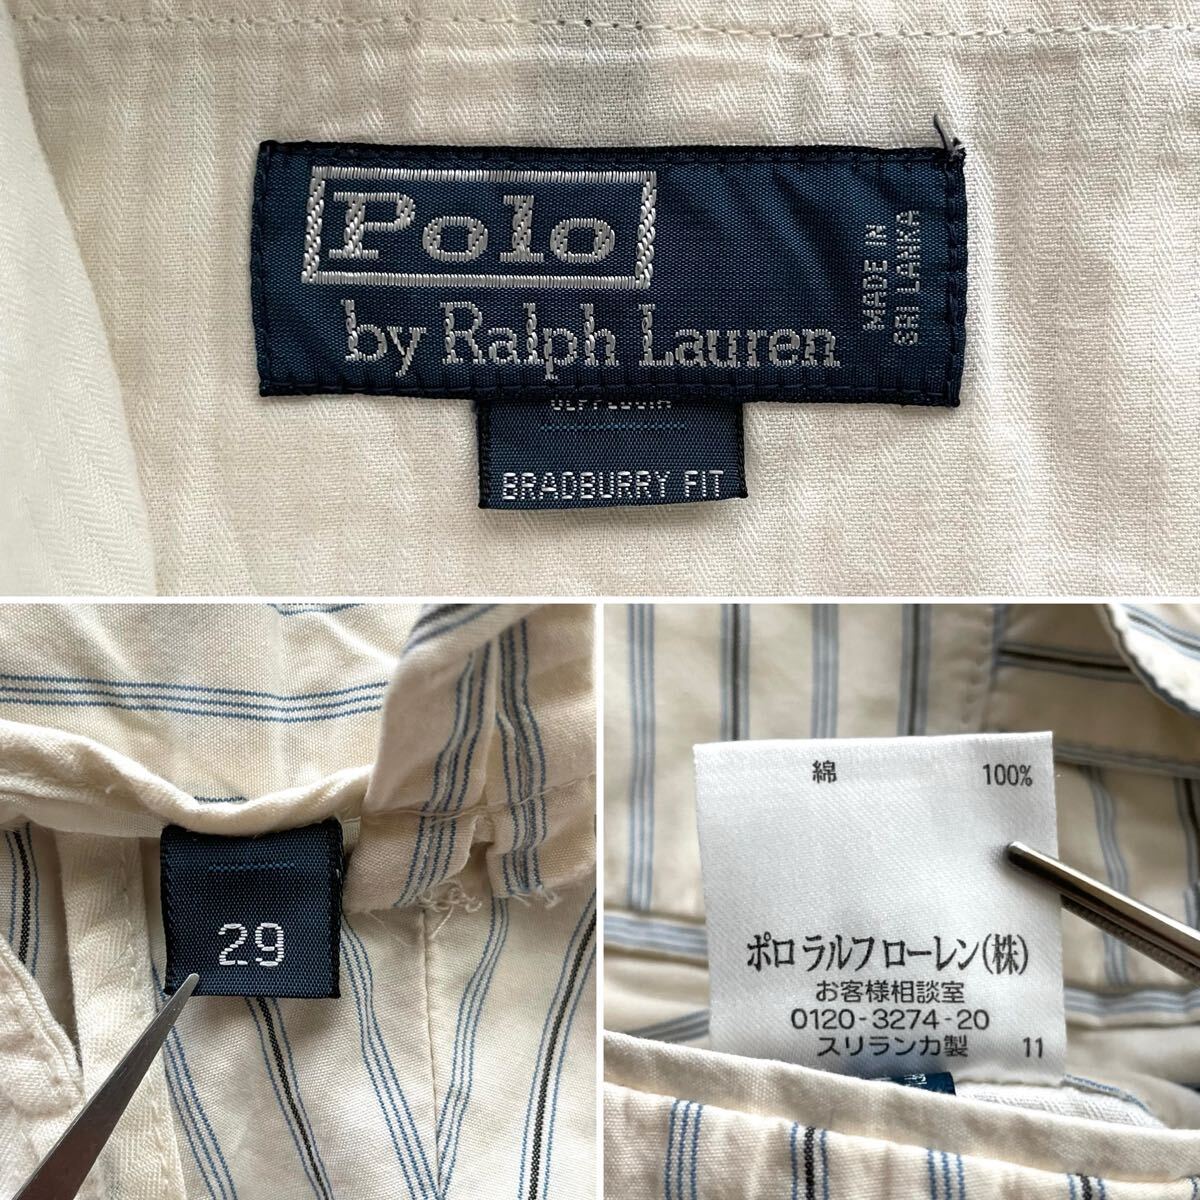 Polo
by Ralph Lauren
MADE IN
SRI LANKA
BRADBURRY FIT
29
綿 100%
ポロ ラルフ ローレン(株)
お客様相談室
0120-3274-20
スリランカ製 11